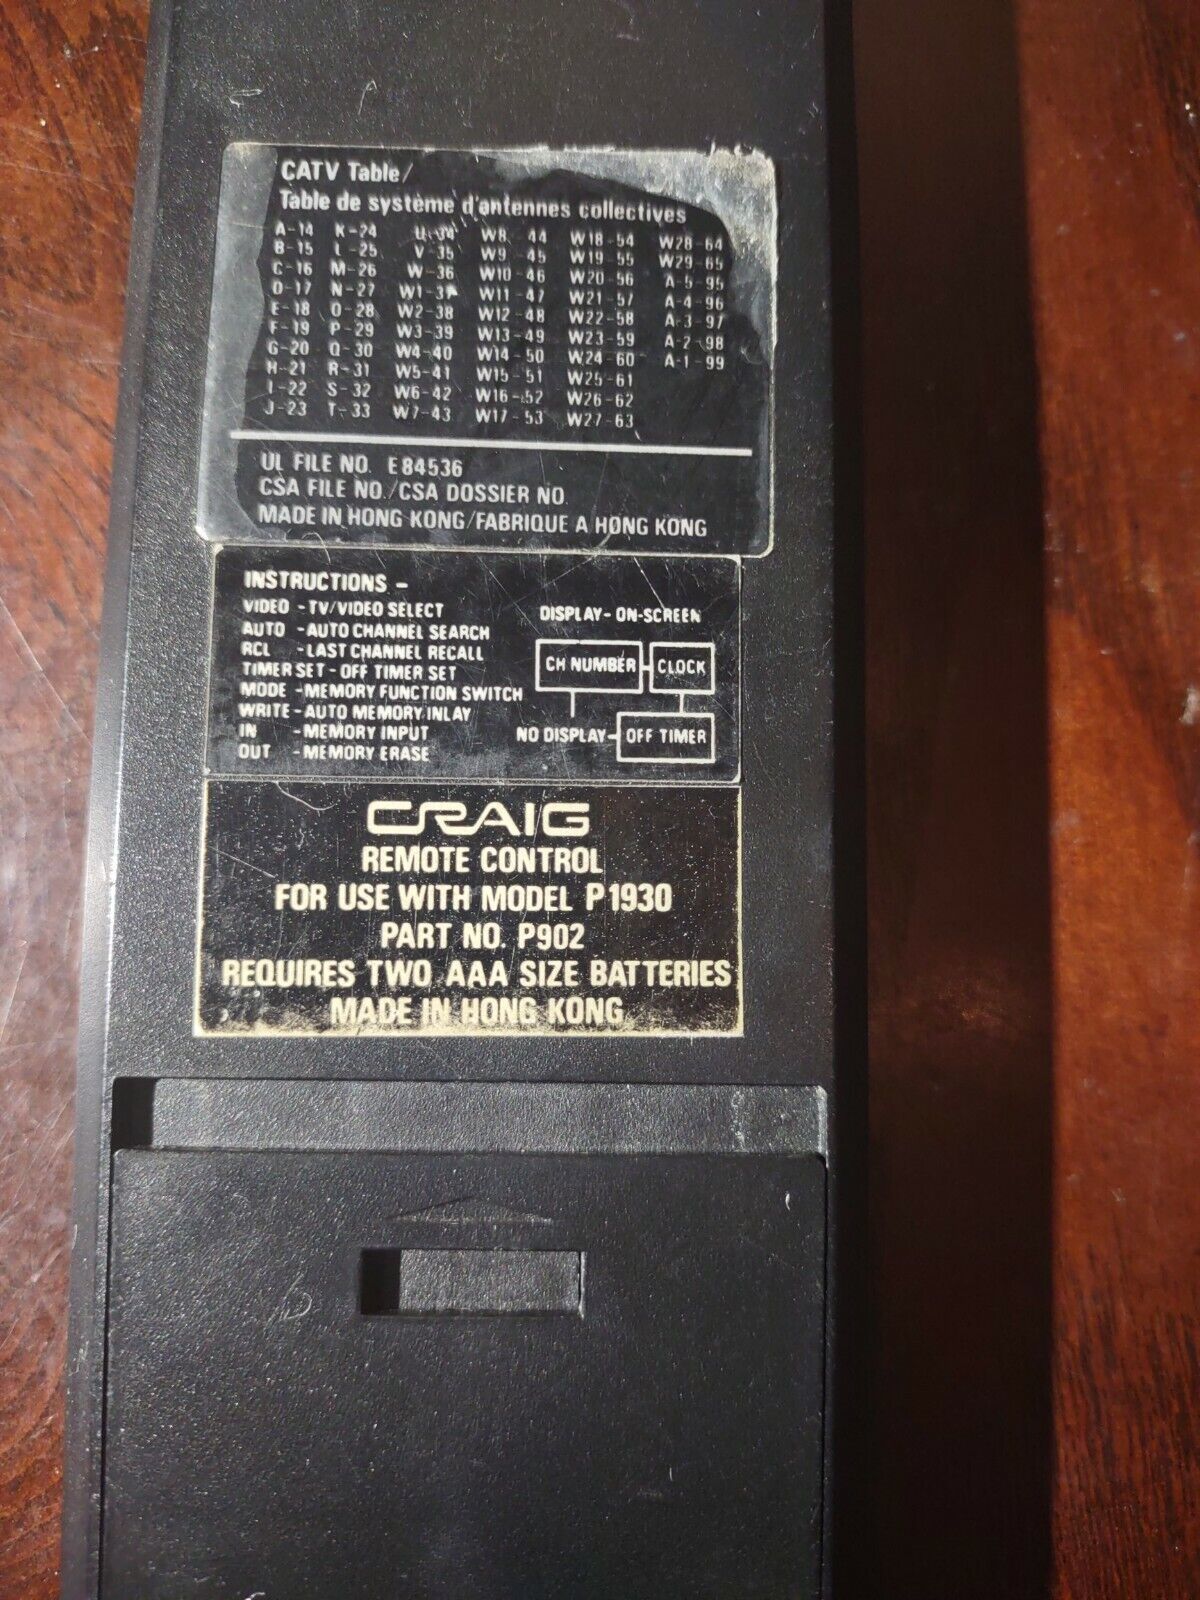 CATV Table/
Table de système d'antennes collectives
A-14 K-24 U-34 W8-44 W18-54 W28-64
B-15 L-25 V-35 W9-45 W19-55 W29-65
C-16 M-26 W-36 W10-46 W20-56 A-5-95
D-17 N-27 W1-37 W11-47 W21-57 A-4-96
E-18 O-28 W2-38 W12-48 W22-58 A-3-97
F-19 P-29 W3-39 W13-49 W23-59 A-2-98
G-20 Q-30 W4-40 W14-50 W24-60 A-1-99
H-21 R-31 W5-41 W15-51 W25-61
I-22 S-32 W6-42 W16-52 W26-62
J-23 T-33 W7-43 W17-53 W27-63
UL FILE NO. E84536
CSA FILE NO./CSA DOSSIER NO
MADE IN HONG KONG/FABRIQUE A HONG KONG
INSTRUCTIONS -
VIDEO - TV/VIDEO SELECT
AUTO - AUTO CHANNEL SEARCH
RCL - LAST CHANNEL RECALL
TIMER SET - OFF TIMER SET
MODE - MEMORY FUNCTION SWITCH
WRITE - AUTO MEMORY INLAY
IN - MEMORY INPUT
OUT - MEMORY ERASE
DISPLAY - ON-SCREEN
CH NUMBER CLOCK
NO DISPLAY OFF TIMER
CRAIG
REMOTE CONTROL
FOR USE WITH MODEL P1930
PART NO. P902
REQUIRES TWO AAA SIZE BATTERIES
MADE IN HONG KONG